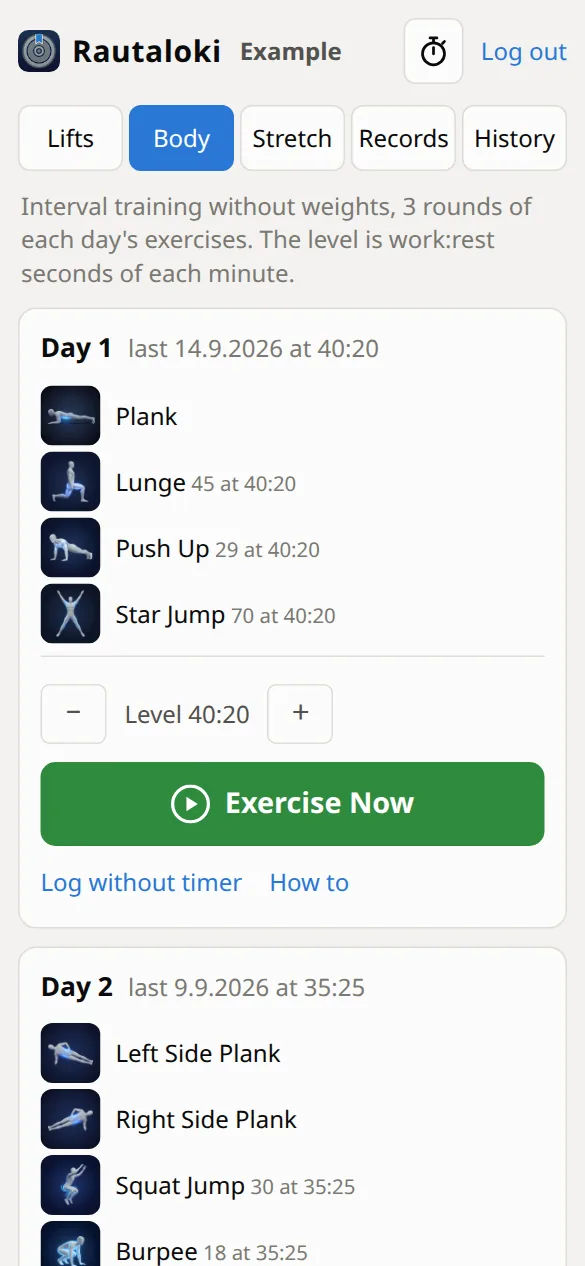 Rautaloki Example Log out
Lifts Body Stretch Records History
Interval training without weights, 3 rounds of
each day's exercises. The level is work:rest
seconds of each minute.
Day 1 last 14.9.2026 at 40:20
Plank
Lunge 45 at 40:20
Push Up 29 at 40:20
Star Jump 70 at 40:20
− Level 40:20 +
Exercise Now
Log without timer How to
Day 2 last 9.9.2026 at 35:25
Left Side Plank
Right Side Plank
Squat Jump 30 at 35:25
Burpee 18 at 35:25